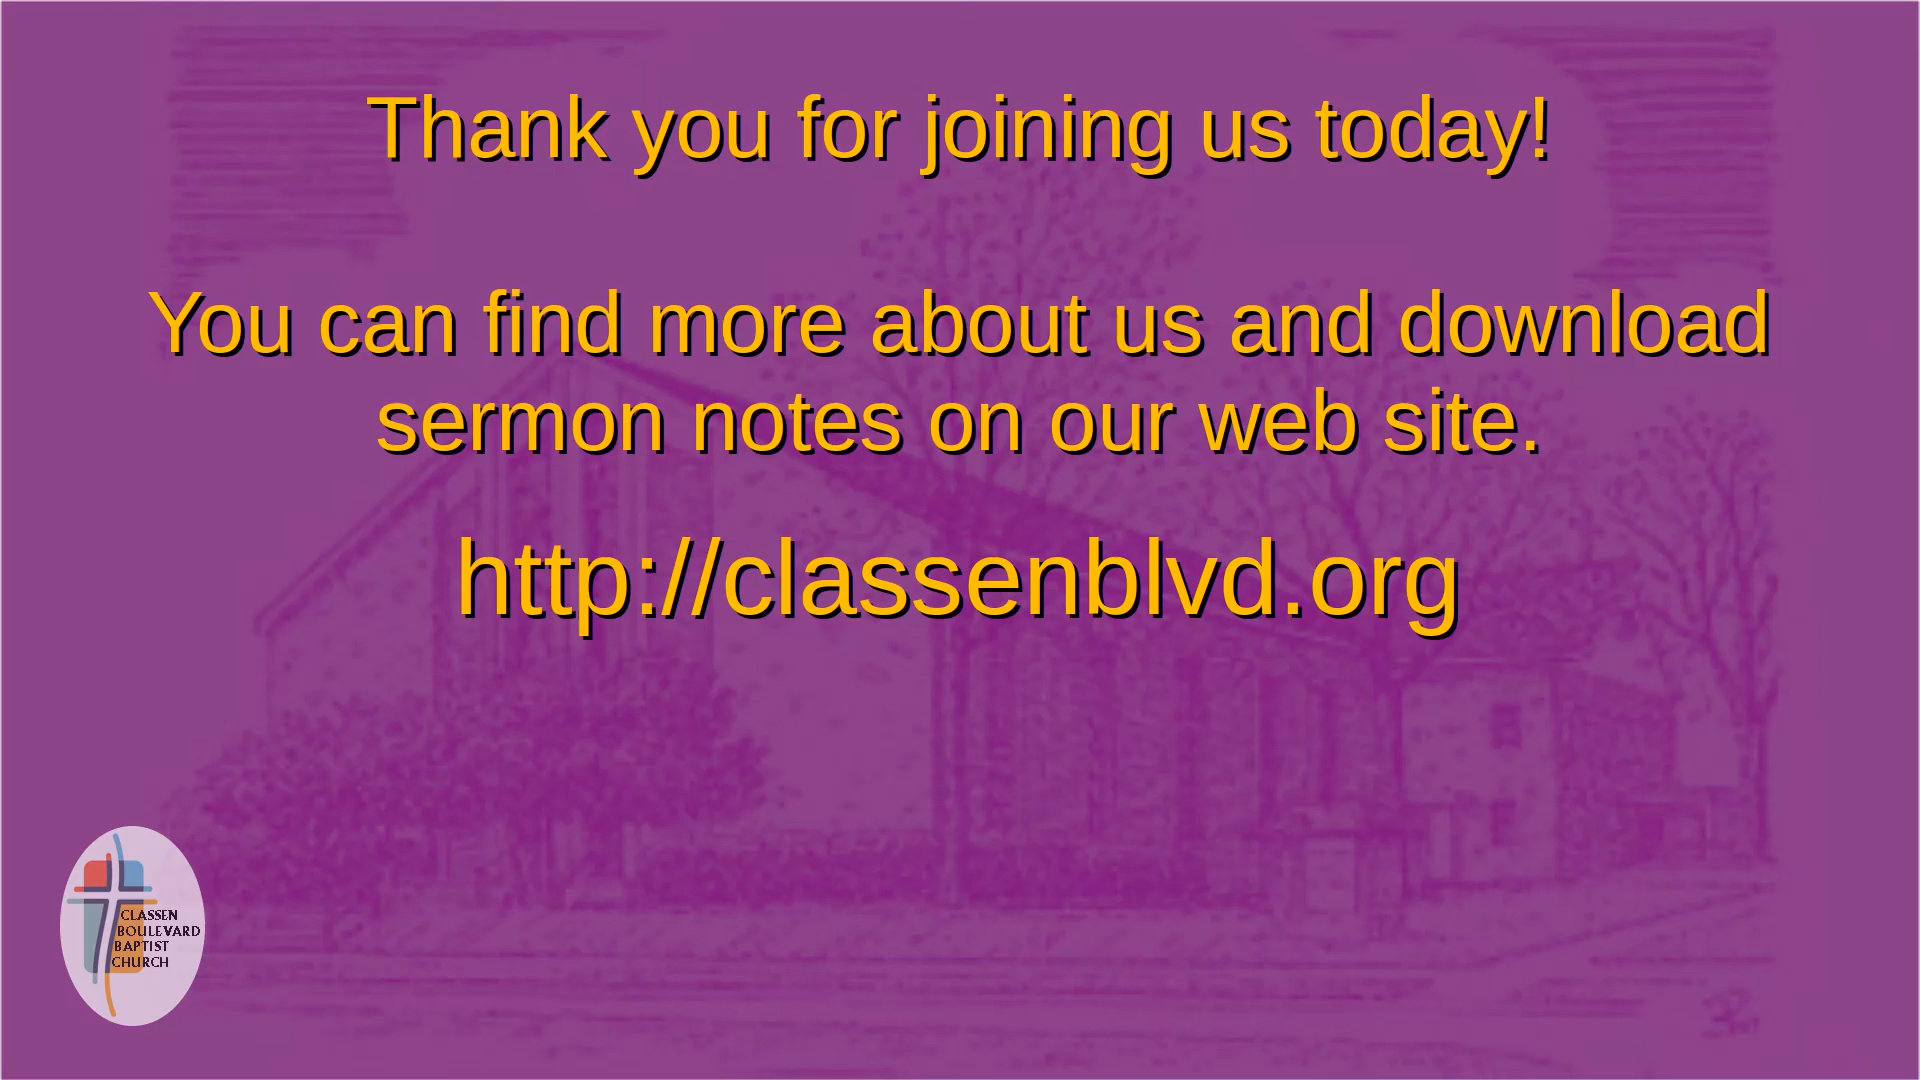 Thank you for joining us today!
You can find more about us and download
sermon notes on our web site.
http://classenblvd.org
CLASSEN
BOULEVARD
BAPTIST
CHURCH